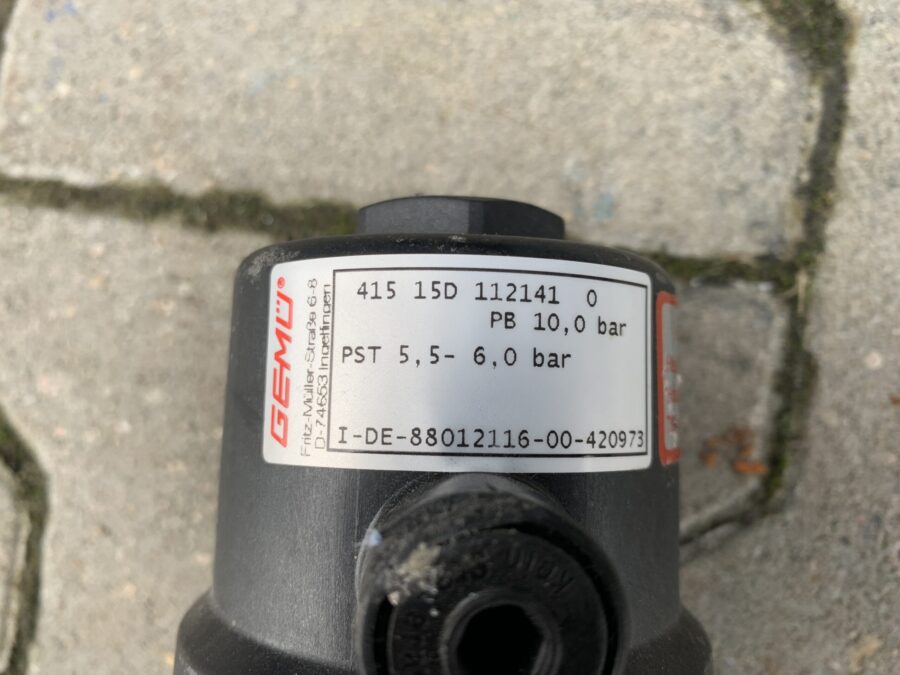 GEMÜ®
Fritz-Müller-Straße 6-8
D-74653 Ingelfingen
415 15D 112141 0
PB 10,0 bar
PST 5,5- 6,0 bar
I-DE-88012116-00-420973